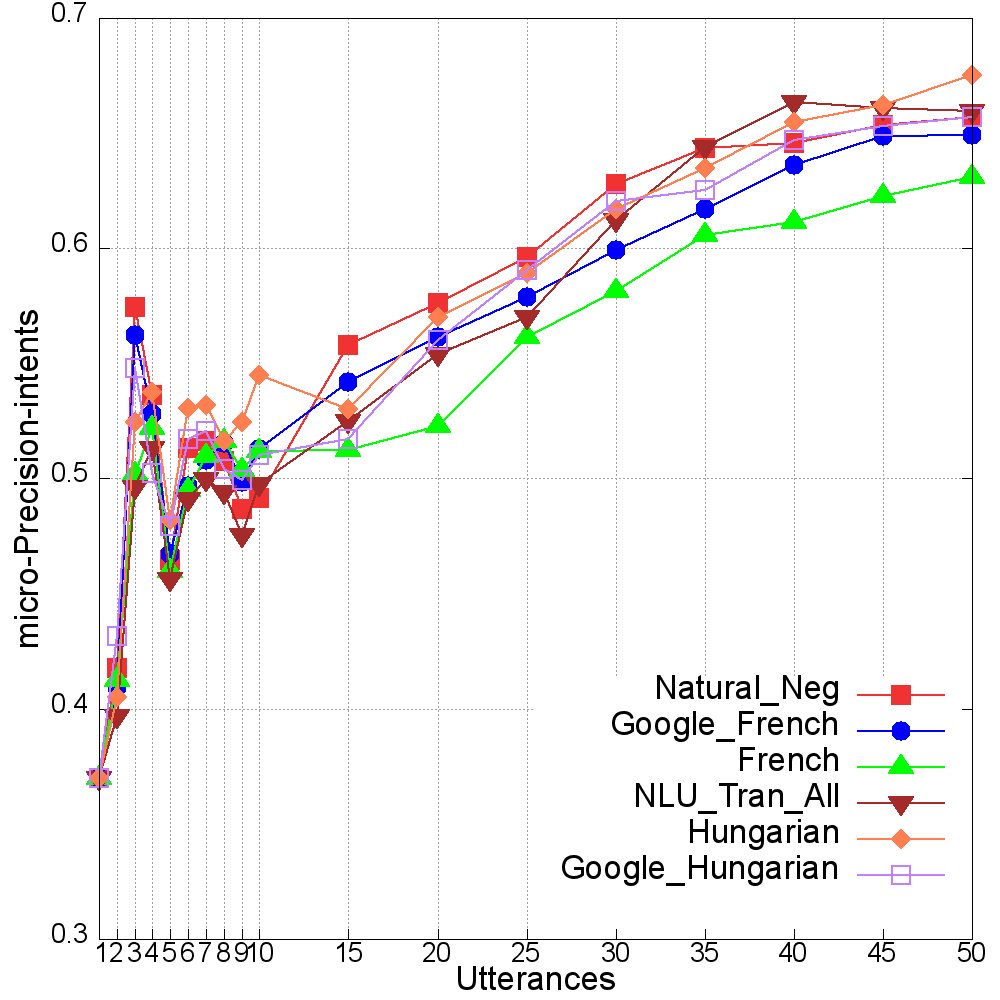 0.7
0.6
0.5
0.4
0.3
micro-Precision-intents
Natural_Neg
Google_French
French
NLU_Tran_All
Hungarian
Google_Hungarian
1 2 3 4 5 6 7 8 9 10 15 20 25 30 35 40 45 50
Utterances